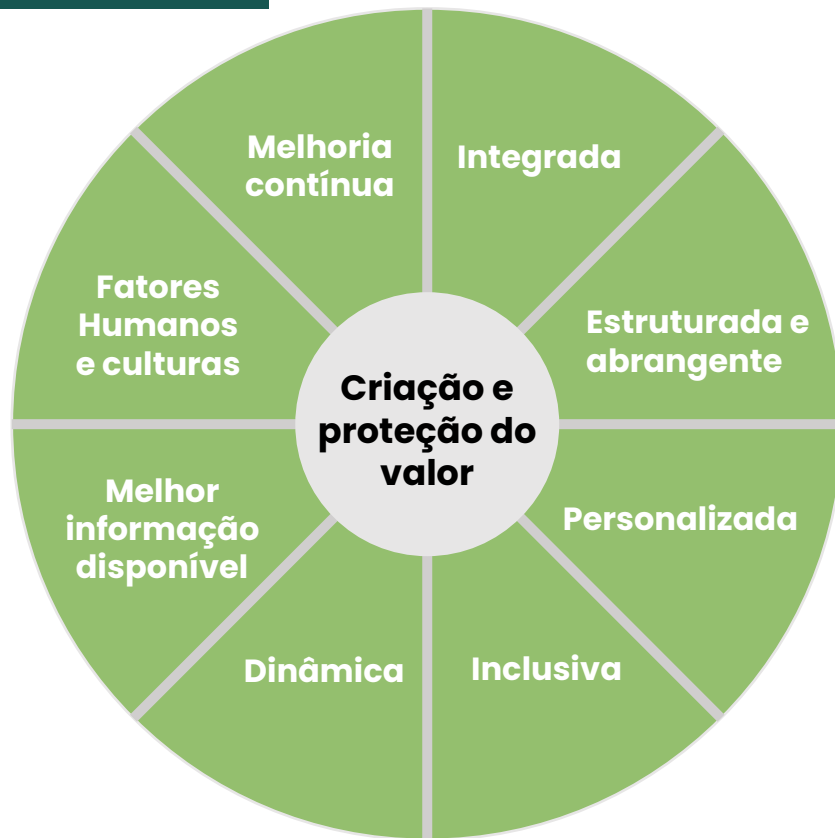 Melhoria
contínua
Integrada
Fatores
Humanos
e culturas
Estruturada e
abrangente
Criação e
proteção do
valor
Melhor
informação
disponível
Personalizada
Dinâmica
Inclusiva